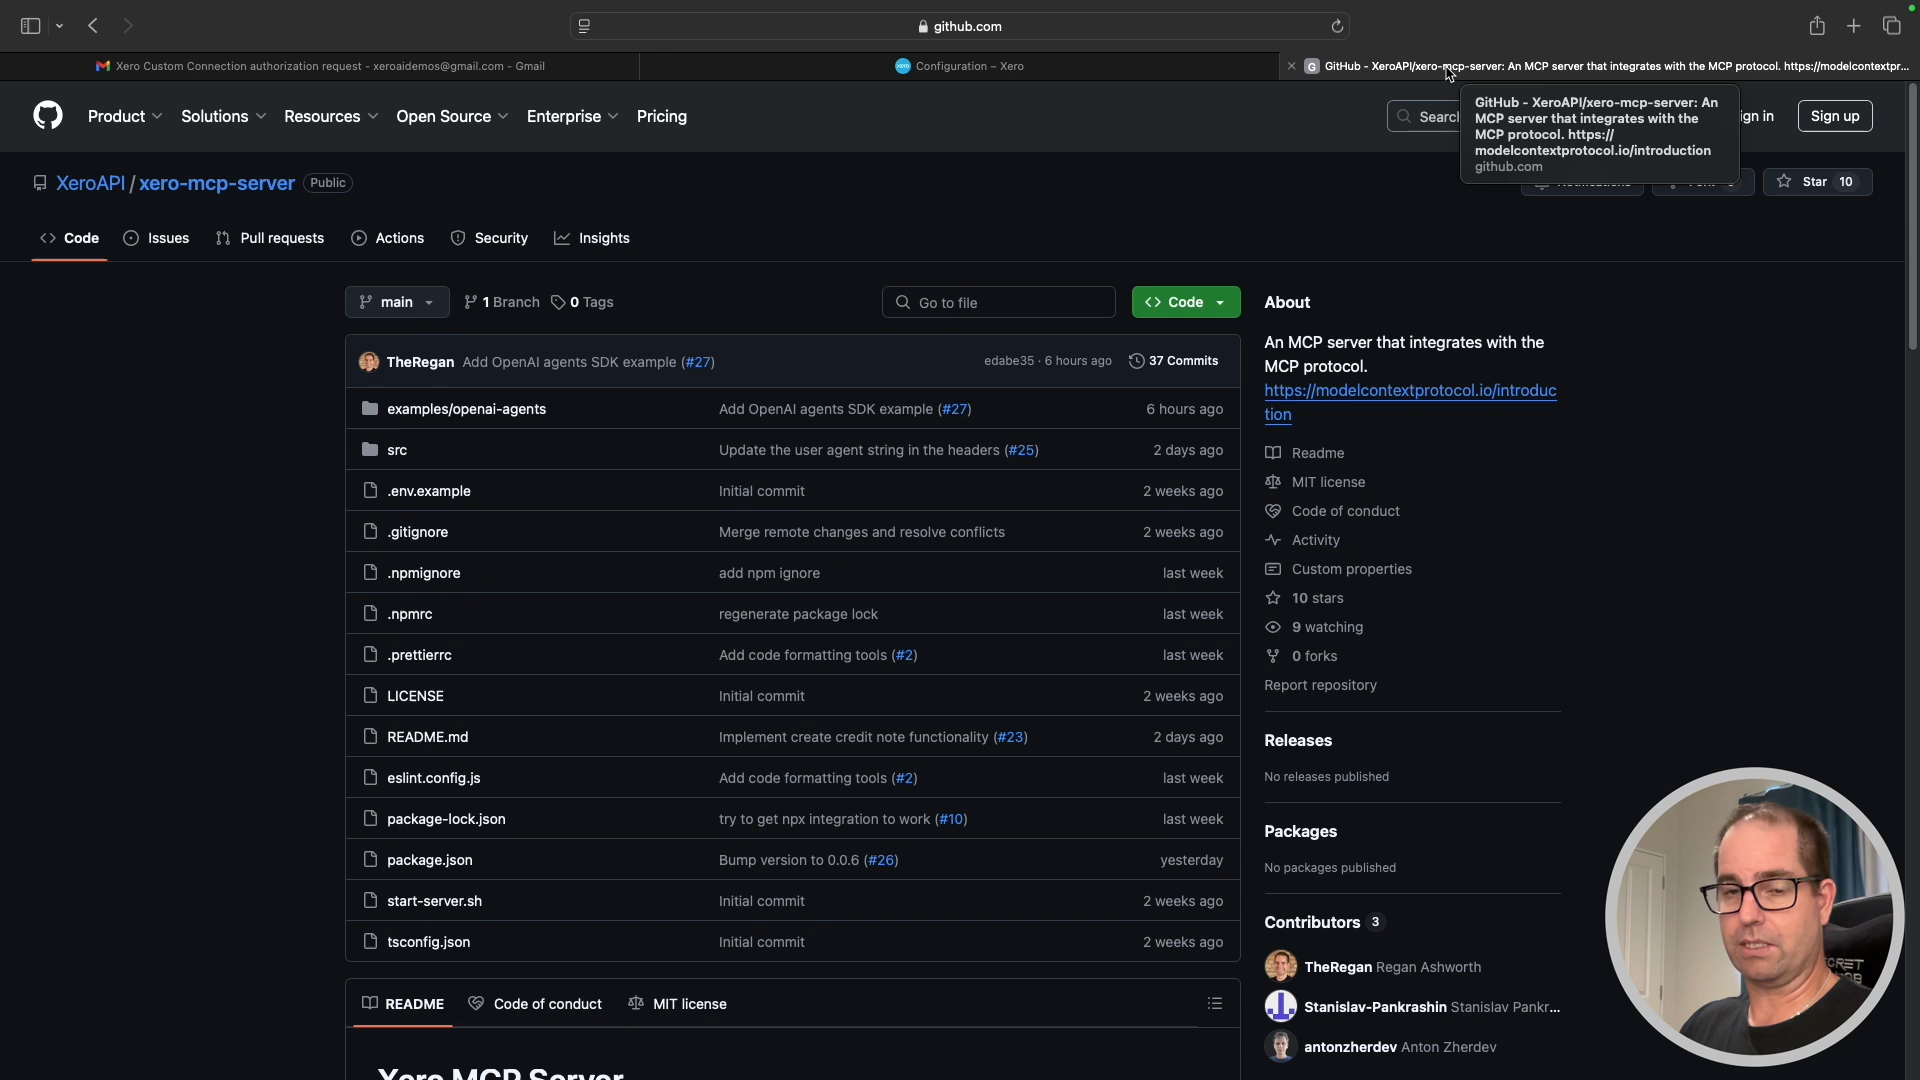 github.com
Xero Custom Connection authorization request - xeroaidemos@gmail.com - Gmail
Configuration – Xero
GitHub - XeroAPI/xero-mcp-server: An MCP server that integrates with the MCP protocol. https://modelcontextpr...
GitHub - XeroAPI/xero-mcp-server: An
MCP server that integrates with the
MCP protocol. https://
modelcontextprotocol.io/introduction
github.com
Product
Solutions
Resources
Open Source
Enterprise
Pricing
Sign up
XeroAPI / xero-mcp-server Public
Star 10
Code
Issues
Pull requests
Actions
Security
Insights
main
1 Branch
0 Tags
Go to file
Code
TheRegan Add OpenAI agents SDK example (#27)
edabe35 · 6 hours ago
37 Commits
examples/openai-agents Add OpenAI agents SDK example (#27) 6 hours ago
src Update the user agent string in the headers (#25) 2 days ago
.env.example Initial commit 2 weeks ago
.gitignore Merge remote changes and resolve conflicts 2 weeks ago
.npmignore add npm ignore last week
.npmrc regenerate package lock last week
.prettierrc Add code formatting tools (#2) last week
LICENSE Initial commit 2 weeks ago
README.md Implement create credit note functionality (#23) 2 days ago
eslint.config.js Add code formatting tools (#2) last week
package-lock.json try to get npx integration to work (#10) last week
package.json Bump version to 0.0.6 (#26) yesterday
start-server.sh Initial commit 2 weeks ago
tsconfig.json Initial commit 2 weeks ago
README
Code of conduct
MIT license
Xero MCP Server
About
An MCP server that integrates with the
MCP protocol.
https://modelcontextprotocol.io/introduc
tion
Readme
MIT license
Code of conduct
Activity
Custom properties
10 stars
9 watching
0 forks
Report repository
Releases
No releases published
Packages
No packages published
Contributors 3
TheRegan Regan Ashworth
Stanislav-Pankrashin Stanislav Pankr...
antonzherdev Anton Zherdev